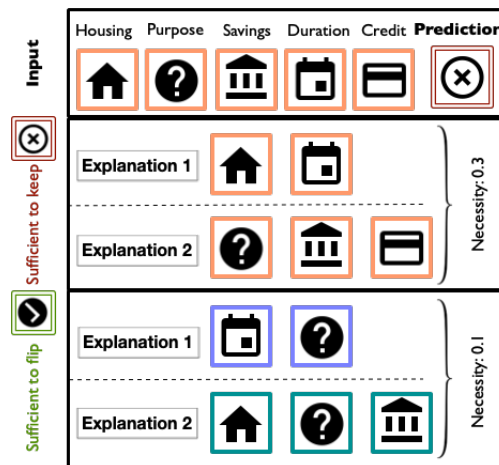 Housing Purpose Savings Duration Credit Prediction
Input
Sufficient to keep
Explanation 1
Explanation 2
Necessity: 0.3
Sufficient to flip
Explanation 1
Explanation 2
Necessity: 0.1